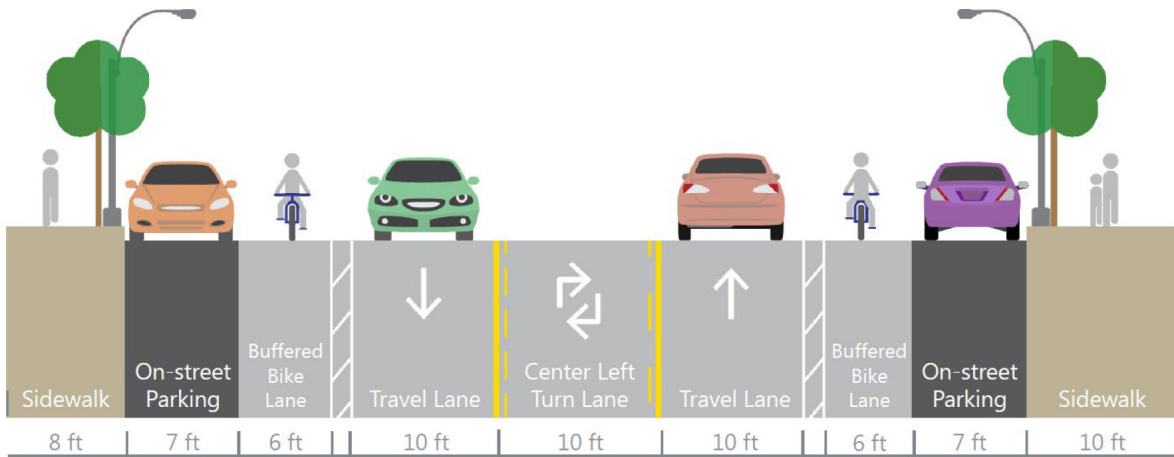 Sidewalk
On-street
Parking
Buffered
Bike
Lane
Travel Lane
Center Left
Turn Lane
Travel Lane
Buffered
Bike
Lane
On-street
Parking
Sidewalk
8 ft
7 ft
6 ft
10 ft
10 ft
10 ft
6 ft
7 ft
10 ft